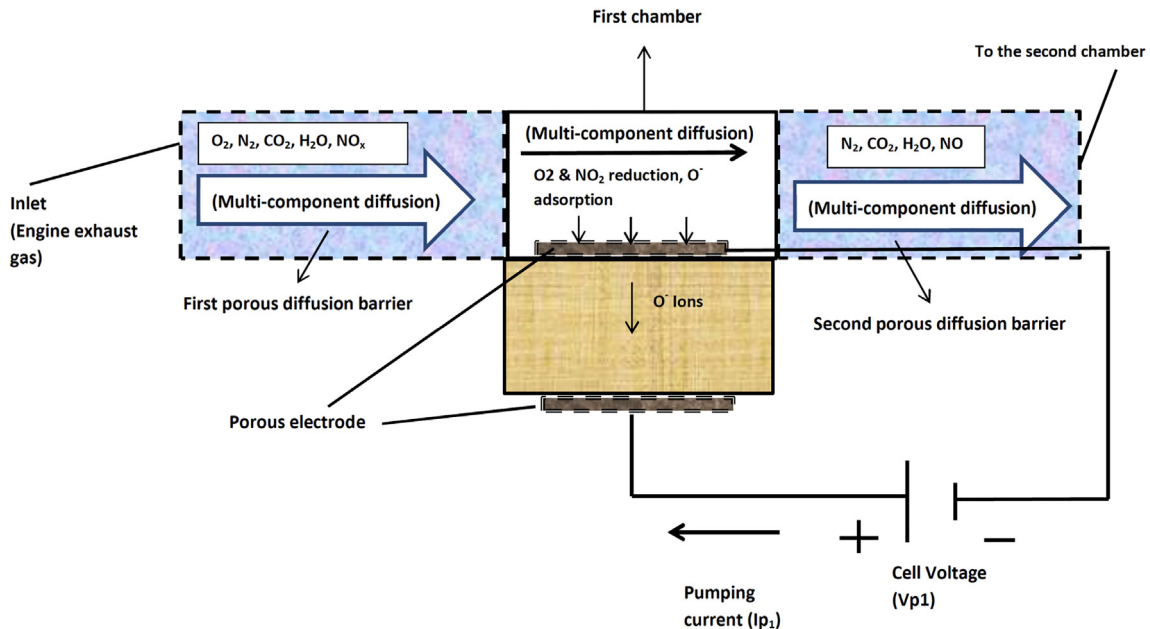 First chamber
To the second chamber
O₂, N₂, CO₂, H₂O, NOₓ
(Multi-component diffusion)
N₂, CO₂, H₂O, NO
O2 & NO₂ reduction, O⁻
adsorption
(Multi-component diffusion)
(Multi-component diffusion)
Inlet
(Engine exhaust
gas)
First porous diffusion barrier
O⁻ Ions
Second porous diffusion barrier
Porous electrode
+
−
Cell Voltage
(Vp1)
Pumping
current (Ip₁)